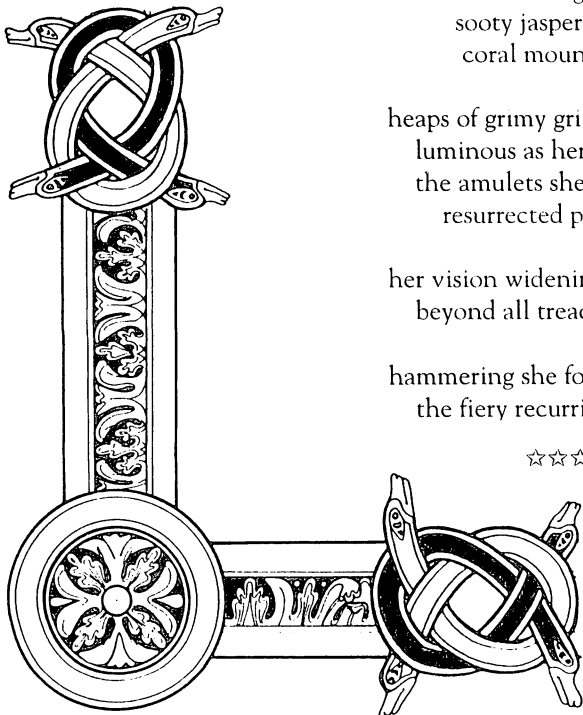 sooty jasper
coral moun
heaps of grimy gri
luminous as her
the amulets she
resurrected p
her vision widenin
beyond all treac
hammering she fo
the fiery recurri
☆☆☆